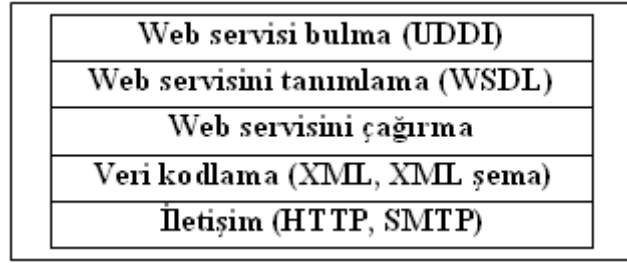 Web servisi bulma (UDDI)
Web servisini tanımlama (WSDL)
Web servisini çağırma
Veri kodlama (XML, XML şema)
İletişim (HTTP, SMTP)